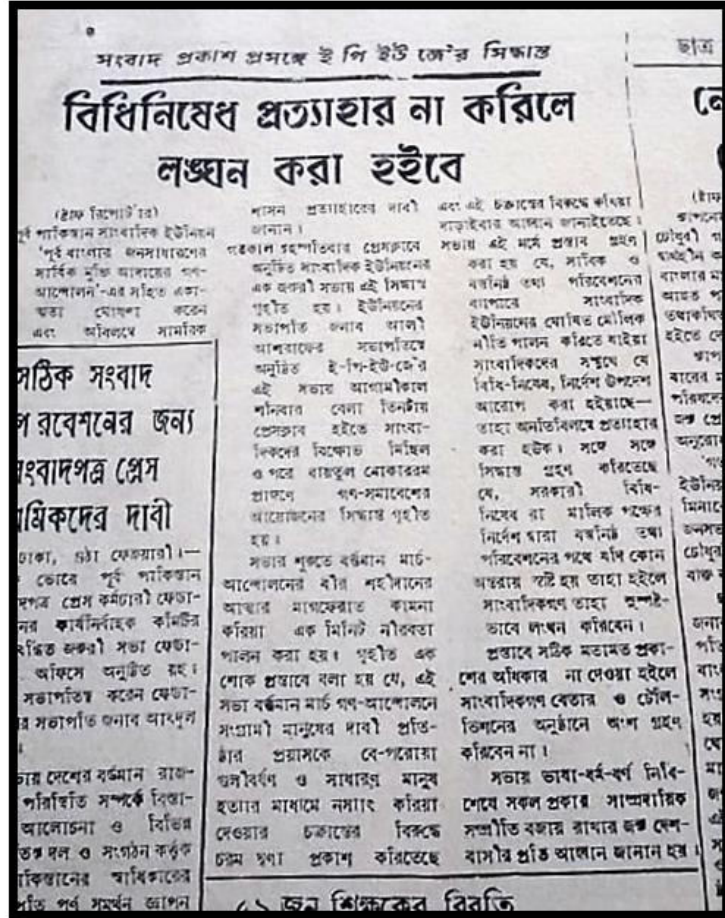 সংবাদ প্রকাশ প্রসঙ্গে ই পি ইউ জে'র সিদ্ধান্ত
বিধিনিষেধ প্রত্যাহার না করিলে
লঙ্ঘন করা হইবে
(ষ্টাফ রিপোর্টার)
পূর্ব পাকিস্তান সাংবাদিক ইউনিয়ন
'পূর্ব বাংলার জনসাধারণের
সার্বিক মুক্তি আদায়ের গণ-
আন্দোলন'-এর সহিত একা-
ত্মতা ঘোষণা করেন
এবং অবিলম্বে সামরিক
শাসন প্রত্যাহারের দাবী
জানান।
গতকাল বৃহস্পতিবার প্রেসক্লাবে
অনুষ্ঠিত সাংবাদিক ইউনিয়নের
এক জরুরী সভায় এই সিদ্ধান্ত
গৃহীত হয়। ইউনিয়নের
সভাপতি জনাব আলী
আশরাফের সভাপতিত্বে
অনুষ্ঠিত ই-পি-ইউ-জে'র
এই সভায় আগামীকাল
শনিবার বেলা তিনটায়
প্রেসক্লাব হইতে সাংবা-
দিকদের বিক্ষোভ মিছিল
ও পরে বায়তুল মোকাররম
প্রাঙ্গণে গণ-সমাবেশের
আয়োজনের সিদ্ধান্ত গৃহীত
হয়।
সভার শুরুতে বর্তমান মার্চ-
আন্দোলনের বীর শহীদানের
আত্মার মাগফেরাত কামনা
করিয়া এক মিনিট নীরবতা
পালন করা হয়। গৃহীত এক
শোক প্রস্তাবে বলা হয় যে, এই
সভা বর্তমান মার্চ গণ-আন্দোলনে
সংগ্রামী মানুষের দাবী প্রতি-
ষ্ঠার প্রয়াসকে বে-পরোয়া
গুলীবর্ষণ ও সাধারণ মানুষ
হত্যার মাধ্যমে নস্যাৎ করিয়া
দেওয়ার চক্রান্তের বিরুদ্ধে
চরম ঘৃণা প্রকাশ করিতেছে
এবং এই চক্রান্তের বিরুদ্ধে রুখিয়া
দাঁড়াইবার আহ্বান জানাইতেছে।
সভায় এই মর্মে প্রস্তাব গ্রহণ
করা হয় যে, সার্বিক ও
বস্তুনিষ্ঠ তথ্য পরিবেশনের
ব্যাপারে সাংবাদিক
ইউনিয়নের ঘোষিত মৌলিক
নীতি পালন করিতে যাইয়া
সাংবাদিকদের সম্মুখে যে
বিধি-নিষেধ, নির্দেশ উপদেশ
আরোপ করা হইয়াছে—
তাহা অনতিবিলম্বে প্রত্যাহার
করা হউক। সঙ্গে সঙ্গে
সিদ্ধান্ত গ্রহণ করিতেছে
যে, সরকারী বিধি-
নিষেধ বা মালিক পক্ষের
নির্দেশ দ্বারা বস্তুনিষ্ঠ তথ্য
পরিবেশনের পথে যদি কোন
অন্তরায় সৃষ্টি হয় তাহা হইলে
সাংবাদিকগণ তাহা সুস্পষ্ট-
ভাবে লংঘন করিবেন।
প্রস্তাবে সঠিক মতামত প্রকা-
শের অধিকার না দেওয়া হইলে
সাংবাদিকগণ বেতার ও টেলি-
ভিশনের অনুষ্ঠানে অংশ গ্রহণ
করিবেন না।
সভায় ভাষা-ধর্ম-বর্ণ নির্বি-
শেষে সকল প্রকার সাম্প্রদায়িক
সম্প্রীতি বজায় রাখার জন্য দেশ-
বাসীর প্রতি আহ্বান জানান হয়।
সঠিক সংবাদ
প রবেশনের জন্য
সংবাদপত্র প্রেস
শ্রমিকদের দাবী
ঢাকা, ৪ঠা ফেব্রুয়ারী।—
ভোরে পূর্ব পাকিস্তান
দপত্র প্রেস কর্মচারী ফেডা-
নের কার্যনির্বাহক কমিটির
বর্ধিত জরুরী সভা ফেডা-
অফিসে অনুষ্ঠিত হয়।
সভাপতিত্ব করেন ফেডা-
র সভাপতি জনাব আবদুল
ভায় দেশের বর্তমান রাজ-
পরিস্থিতি সম্পর্কে বিস্তা-
আলোচনা ও বিভিন্ন
দল ও সংগঠন কর্তৃক
পাকিস্তানের স্বাধিকারের
প্রতি পূর্ণ সমর্থন জ্ঞাপন
৫৯ জন শিক্ষকের বিবৃতি
ছাত্র